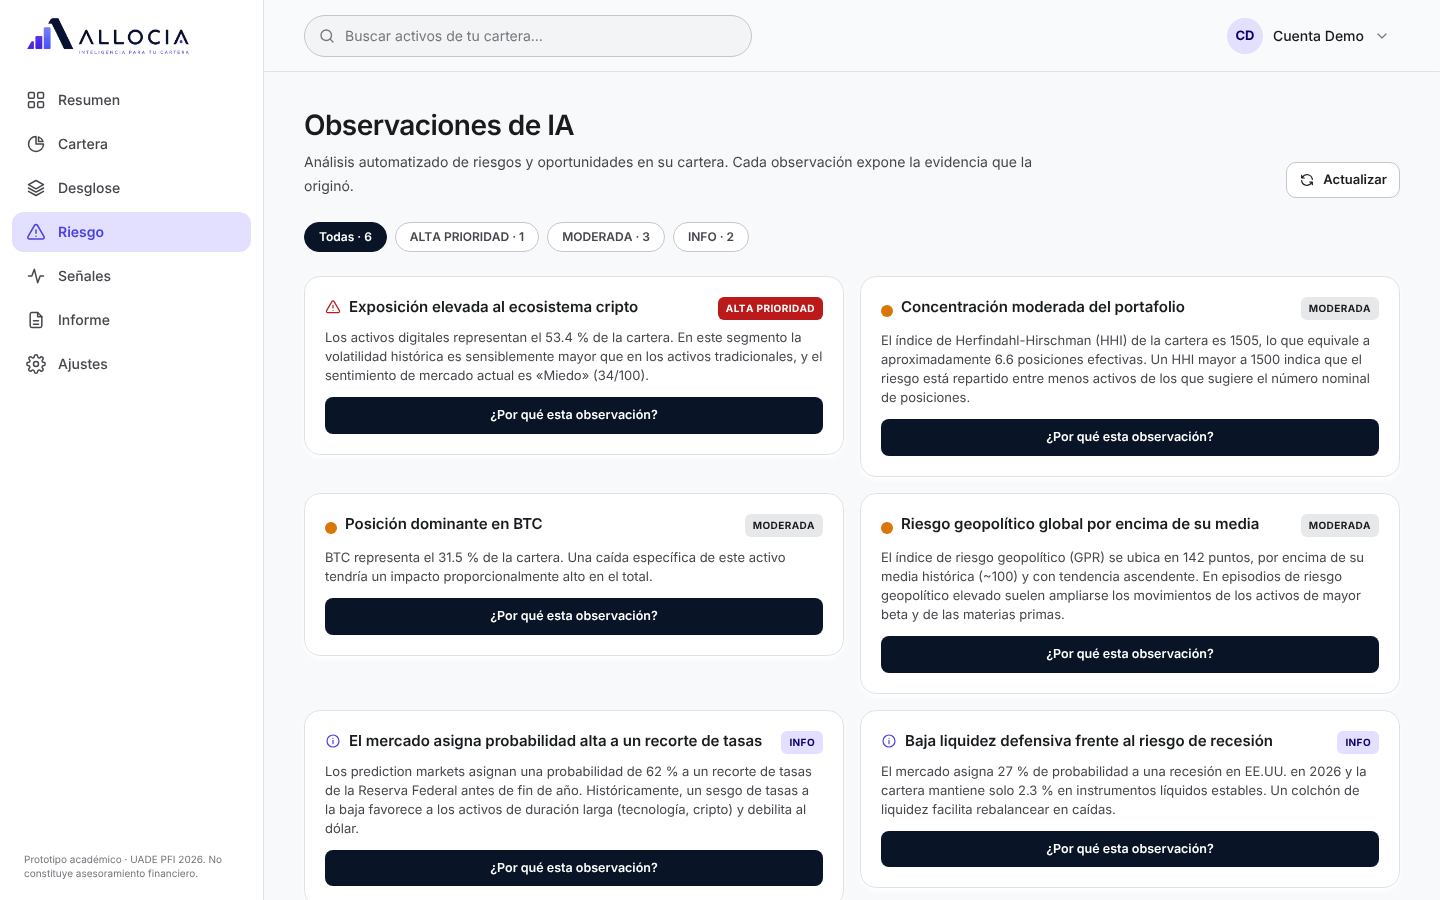 ALLOCIA
INTELIGENCIA PARA TU CARTERA
Resumen
Cartera
Desglose
Riesgo
Señales
Informe
Ajustes
Prototipo académico · UADE PFI 2026. No
constituye asesoramiento financiero.
Buscar activos de tu cartera...
CD
Cuenta Demo
Observaciones de IA
Análisis automatizado de riesgos y oportunidades en su cartera. Cada observación expone la evidencia que la
originó.
Actualizar
Todas · 6
ALTA PRIORIDAD · 1
MODERADA · 3
INFO · 2
Exposición elevada al ecosistema cripto
ALTA PRIORIDAD
Los activos digitales representan el 53.4 % de la cartera. En este segmento la
volatilidad histórica es sensiblemente mayor que en los activos tradicionales, y el
sentimiento de mercado actual es «Miedo» (34/100).
¿Por qué esta observación?
Concentración moderada del portafolio
MODERADA
El índice de Herfindahl-Hirschman (HHI) de la cartera es 1505, lo que equivale a
aproximadamente 6.6 posiciones efectivas. Un HHI mayor a 1500 indica que el
riesgo está repartido entre menos activos de los que sugiere el número nominal
de posiciones.
¿Por qué esta observación?
Posición dominante en BTC
MODERADA
BTC representa el 31.5 % de la cartera. Una caída específica de este activo
tendría un impacto proporcionalmente alto en el total.
¿Por qué esta observación?
Riesgo geopolítico global por encima de su media
MODERADA
El índice de riesgo geopolítico (GPR) se ubica en 142 puntos, por encima de su
media histórica (~100) y con tendencia ascendente. En episodios de riesgo
geopolítico elevado suelen ampliarse los movimientos de los activos de mayor
beta y de las materias primas.
¿Por qué esta observación?
El mercado asigna probabilidad alta a un recorte de tasas
INFO
Los prediction markets asignan una probabilidad de 62 % a un recorte de tasas
de la Reserva Federal antes de fin de año. Históricamente, un sesgo de tasas a
la baja favorece a los activos de duración larga (tecnología, cripto) y debilita al
dólar.
¿Por qué esta observación?
Baja liquidez defensiva frente al riesgo de recesión
INFO
El mercado asigna 27 % de probabilidad a una recesión en EE.UU. en 2026 y la
cartera mantiene solo 2.3 % en instrumentos líquidos estables. Un colchón de
liquidez facilita rebalancear en caídas.
¿Por qué esta observación?